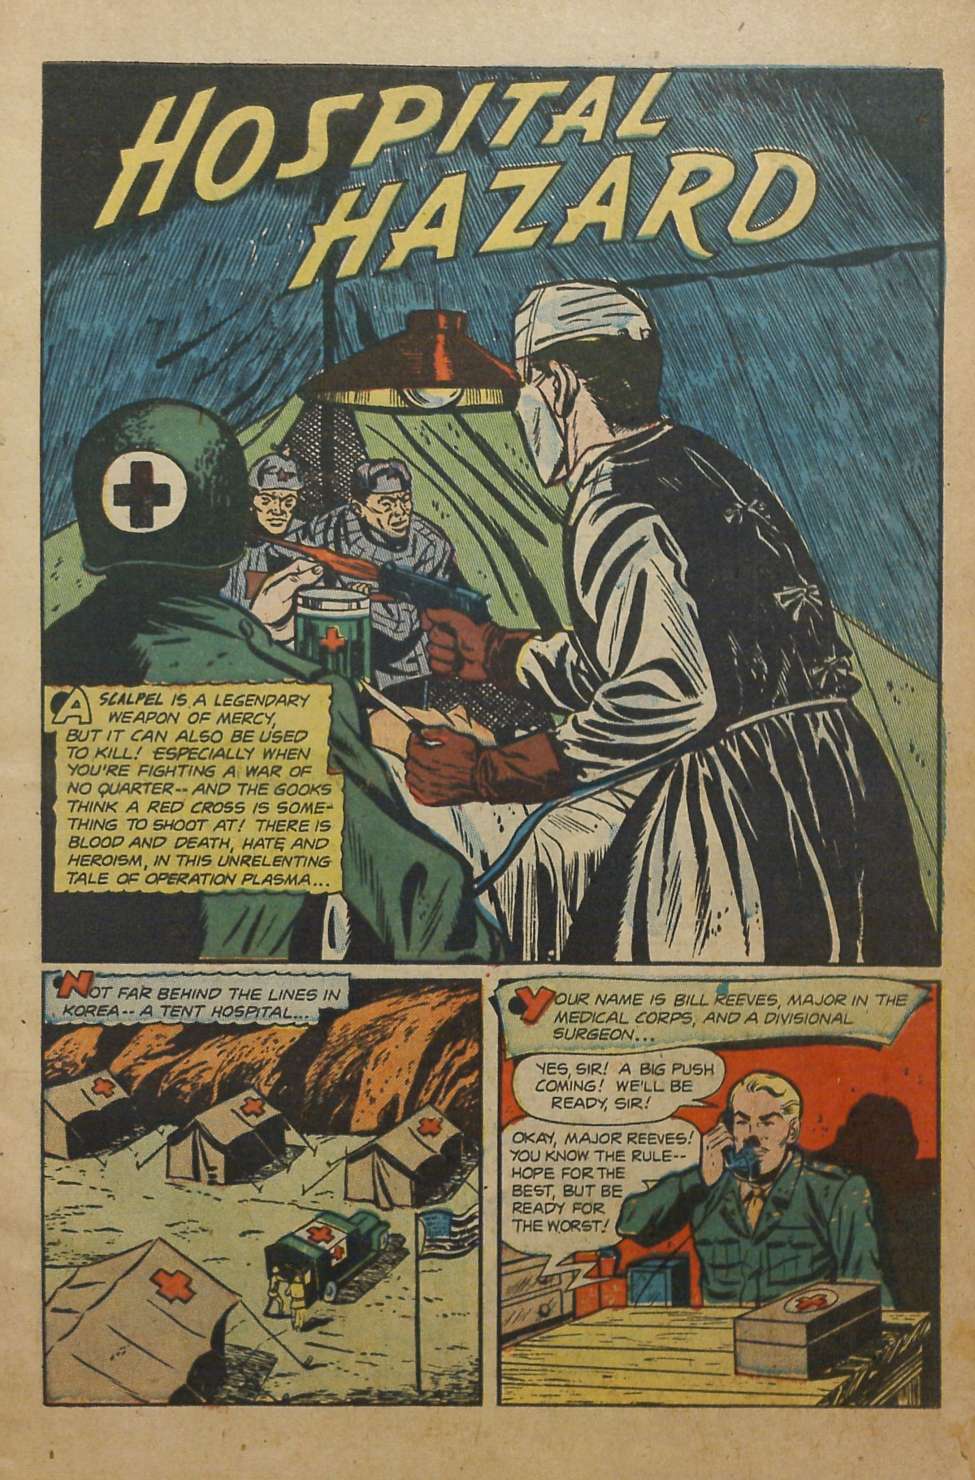 HOSPITAL
HAZARD
A SCALPEL IS A LEGENDARY
WEAPON OF MERCY,
BUT IT CAN ALSO BE USED
TO KILL! ESPECIALLY WHEN
YOU'RE FIGHTING A WAR OF
NO QUARTER--AND THE GOOKS
THINK A RED CROSS IS SOME-
THING TO SHOOT AT! THERE IS
BLOOD AND DEATH, HATE AND
HEROISM, IN THIS UNRELENTING
TALE OF OPERATION PLASMA...
NOT FAR BEHIND THE LINES IN
KOREA-- A TENT HOSPITAL...
YOUR NAME IS BILL REEVES, MAJOR IN THE
MEDICAL CORPS, AND A DIVISIONAL
SURGEON...
YES, SIR! A BIG PUSH
COMING! WE'LL BE
READY, SIR!
OKAY, MAJOR REEVES!
YOU KNOW THE RULE--
HOPE FOR THE
BEST, BUT BE
READY FOR
THE WORST!